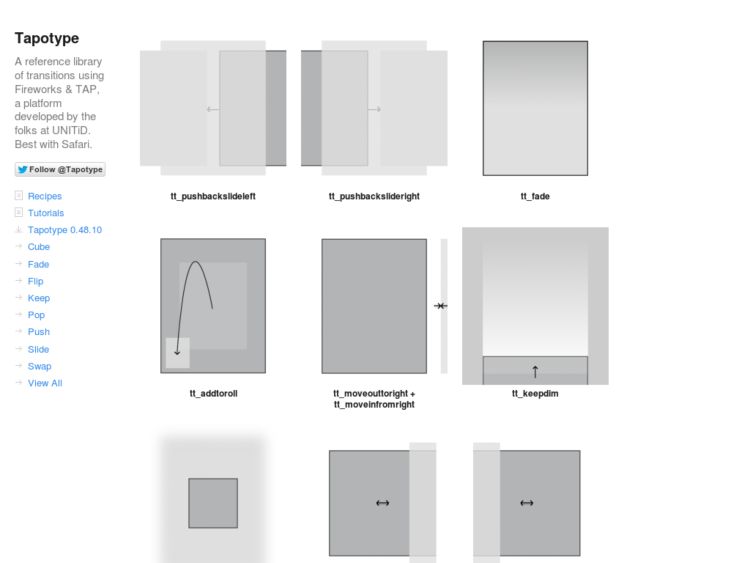 Tapotype
A reference library
of transitions using
Fireworks & TAP,
a platform
developed by the
folks at UNITiD.
Best with Safari.
Follow @Tapotype
Recipes
Tutorials
Tapotype 0.48.10
Cube
Fade
Flip
Keep
Pop
Push
Slide
Swap
View All
tt_pushbackslideleft
tt_pushbackslideright
tt_fade
tt_addtoroll
tt_moveouttoright +
tt_moveinfromright
tt_keepdim